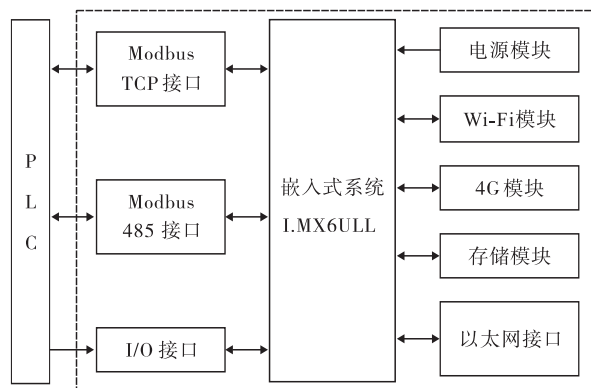 P
L
C
Modbus
TCP 接口
Modbus
485 接口
I/O 接口
嵌入式系统
I.MX6ULL
电源模块
Wi-Fi模块
4G 模块
存储模块
以太网接口